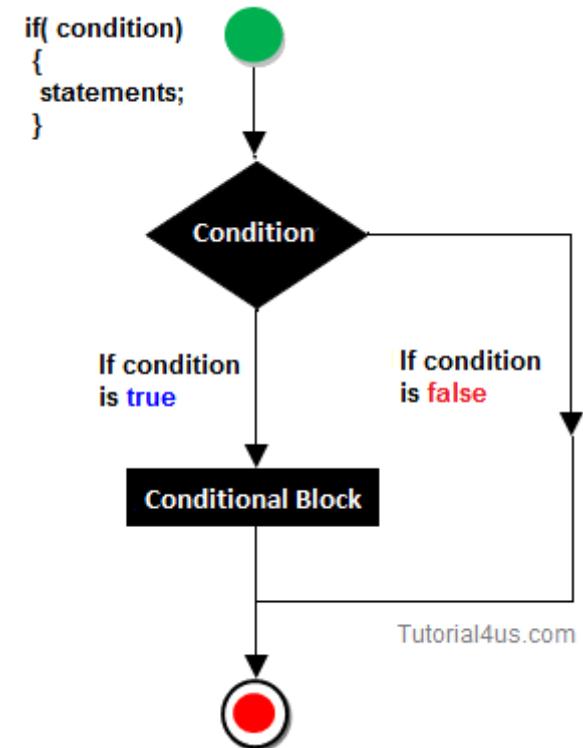 if( condition)
{
statements;
}
Condition
If condition
is true
If condition
is false
Conditional Block
Tutorial4us.com